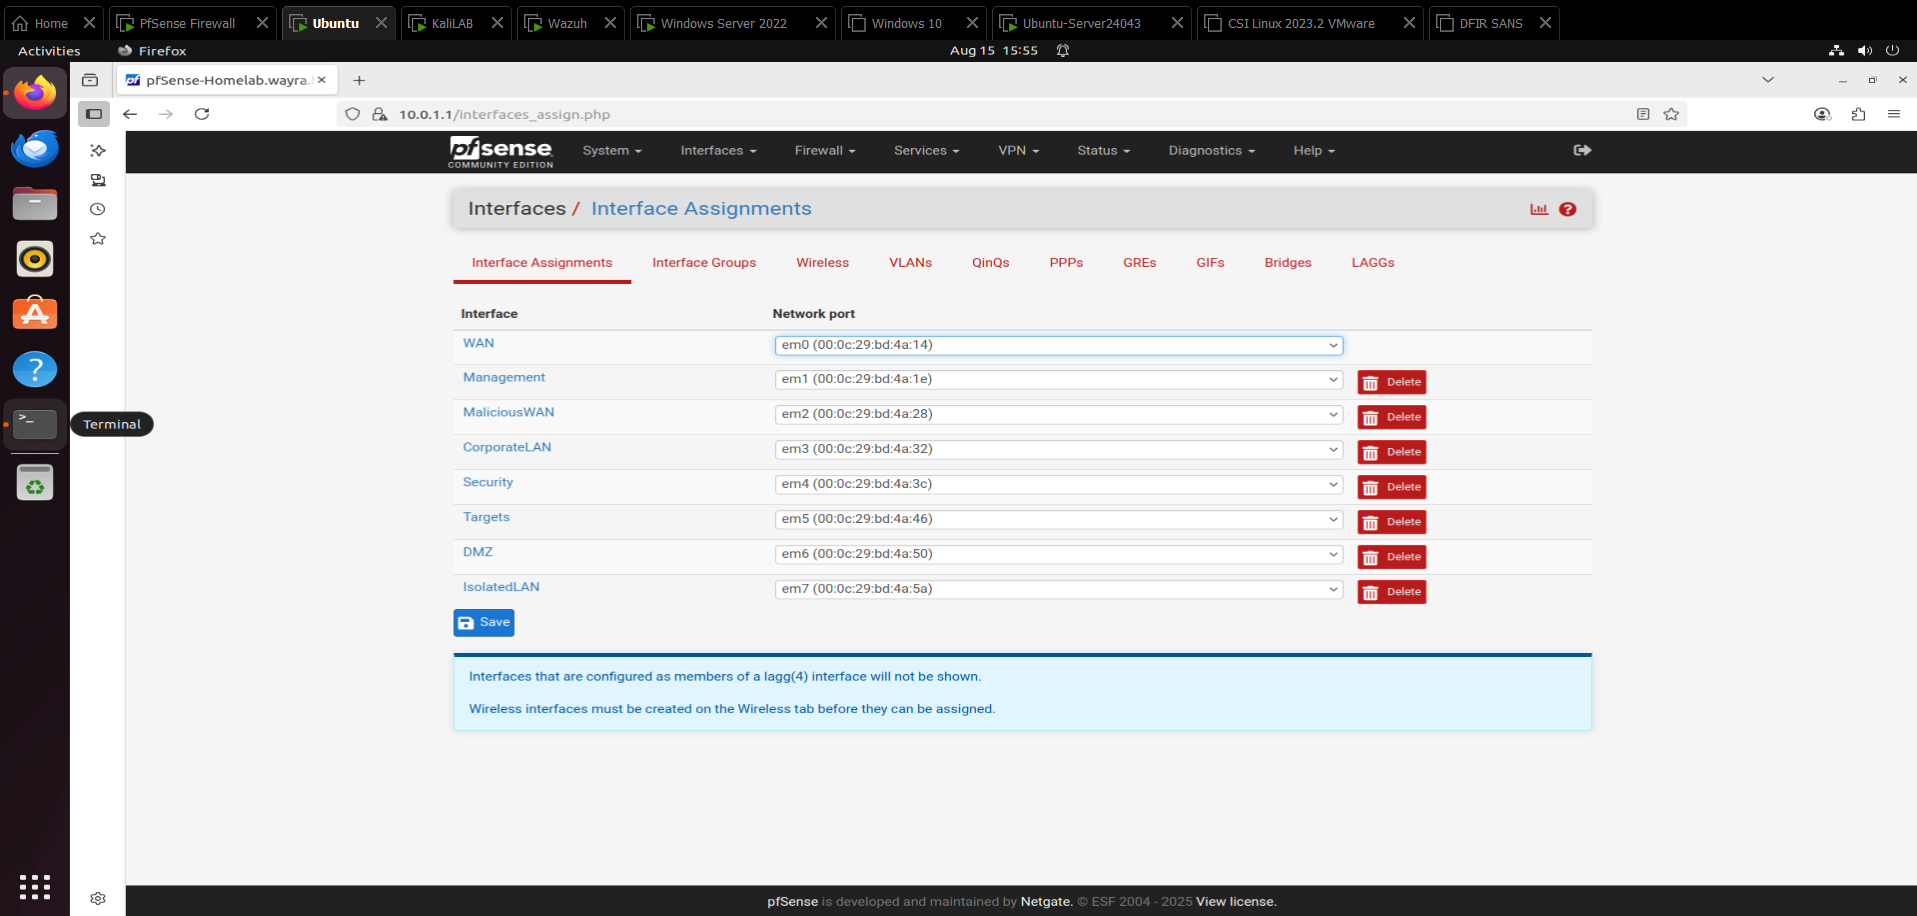 Home PfSense Firewall Ubuntu KaliLAB Wazuh Windows Server 2022 Windows 10 Ubuntu-Server24043 CSI Linux 2023.2 VMware DFIR SANS
Activities Firefox Aug 15 15:55
pfSense-Homelab.wayra.
10.0.1.1/interfaces_assign.php
pfsense COMMUNITY EDITION System Interfaces Firewall Services VPN Status Diagnostics Help
Interfaces / Interface Assignments
Interface Assignments Interface Groups Wireless VLANs QinQs PPPs GREs GIFs Bridges LAGGs
Interface Network port
WAN em0 (00:0c:29:bd:4a:14)
Management em1 (00:0c:29:bd:4a:1e) Delete
MaliciousWAN em2 (00:0c:29:bd:4a:28) Delete
Terminal
CorporateLAN em3 (00:0c:29:bd:4a:32) Delete
Security em4 (00:0c:29:bd:4a:3c) Delete
Targets em5 (00:0c:29:bd:4a:46) Delete
DMZ em6 (00:0c:29:bd:4a:50) Delete
IsolatedLAN em7 (00:0c:29:bd:4a:5a) Delete
Save
Interfaces that are configured as members of a lagg(4) interface will not be shown.
Wireless interfaces must be created on the Wireless tab before they can be assigned.
pfSense is developed and maintained by Netgate. © ESF 2004 - 2025 View license.